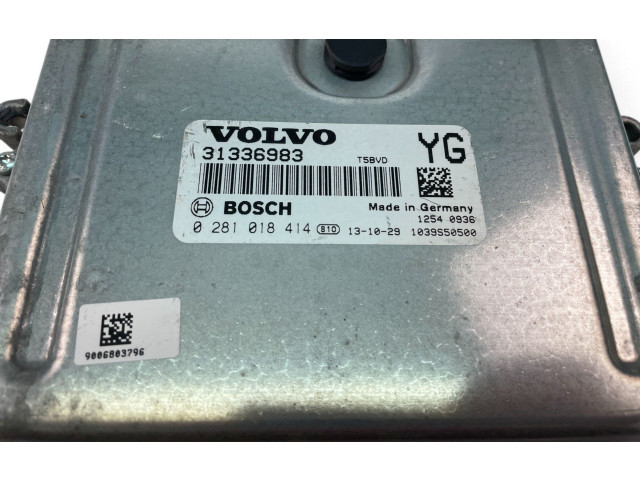 VOLVO
31336983 T5BVD YG
BOSCH Made in Germany
1254 0936
0 281 018 414 B10 13-10-29 1039S50500
9006803796